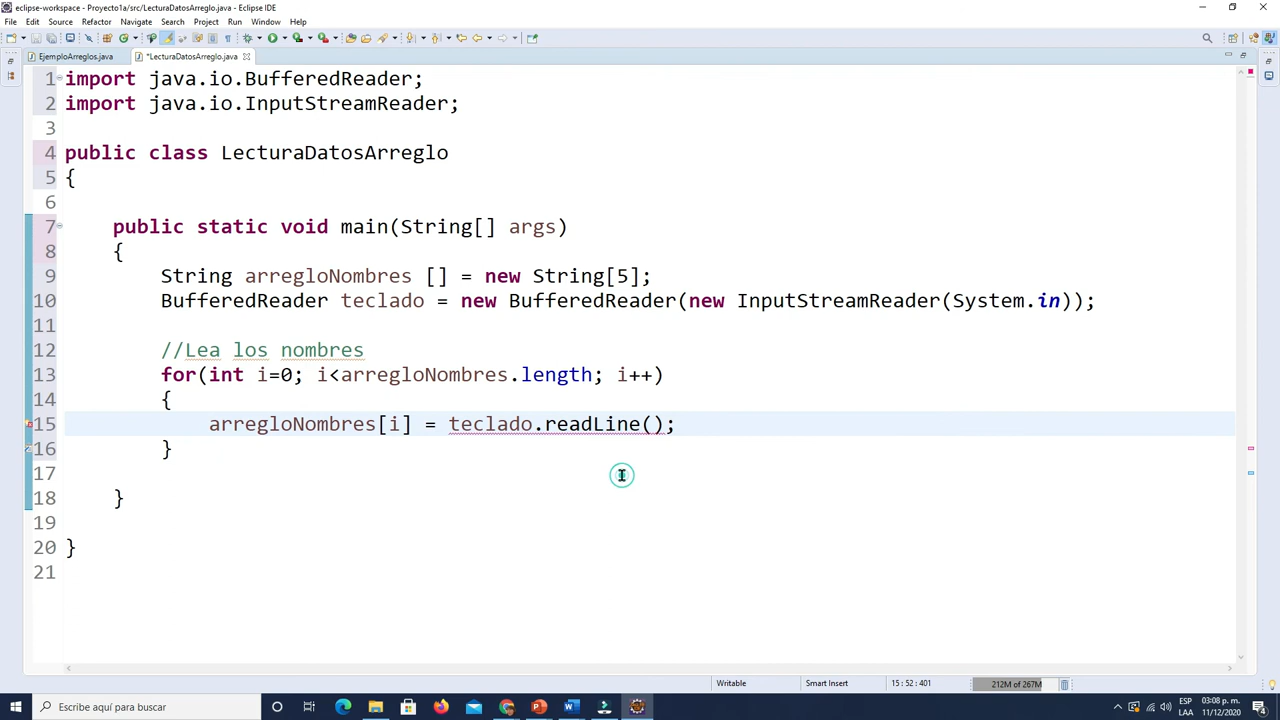 eclipse-workspace - Proyecto1a/src/LecturaDatosArreglo.java - Eclipse IDE
File Edit Source Refactor Navigate Search Project Run Window Help
EjemploArreglos.java *LecturaDatosArreglo.java
1 import java.io.BufferedReader;
2 import java.io.InputStreamReader;
3
4 public class LecturaDatosArreglo
5 {
6
7 public static void main(String[] args)
8 {
9 String arregloNombres [] = new String[5];
10 BufferedReader teclado = new BufferedReader(new InputStreamReader(System.in));
11
12 //Lea los nombres
13 for(int i=0; i<arregloNombres.length; i++)
14 {
15 arregloNombres[i] = teclado.readLine();
16 }
17
18 }
19
20 }
21
Writable Smart Insert 15 : 52 : 401 212M of 267M
Escribe aquí para buscar
ESP 03:08 p. m.
LAA 11/12/2020
4